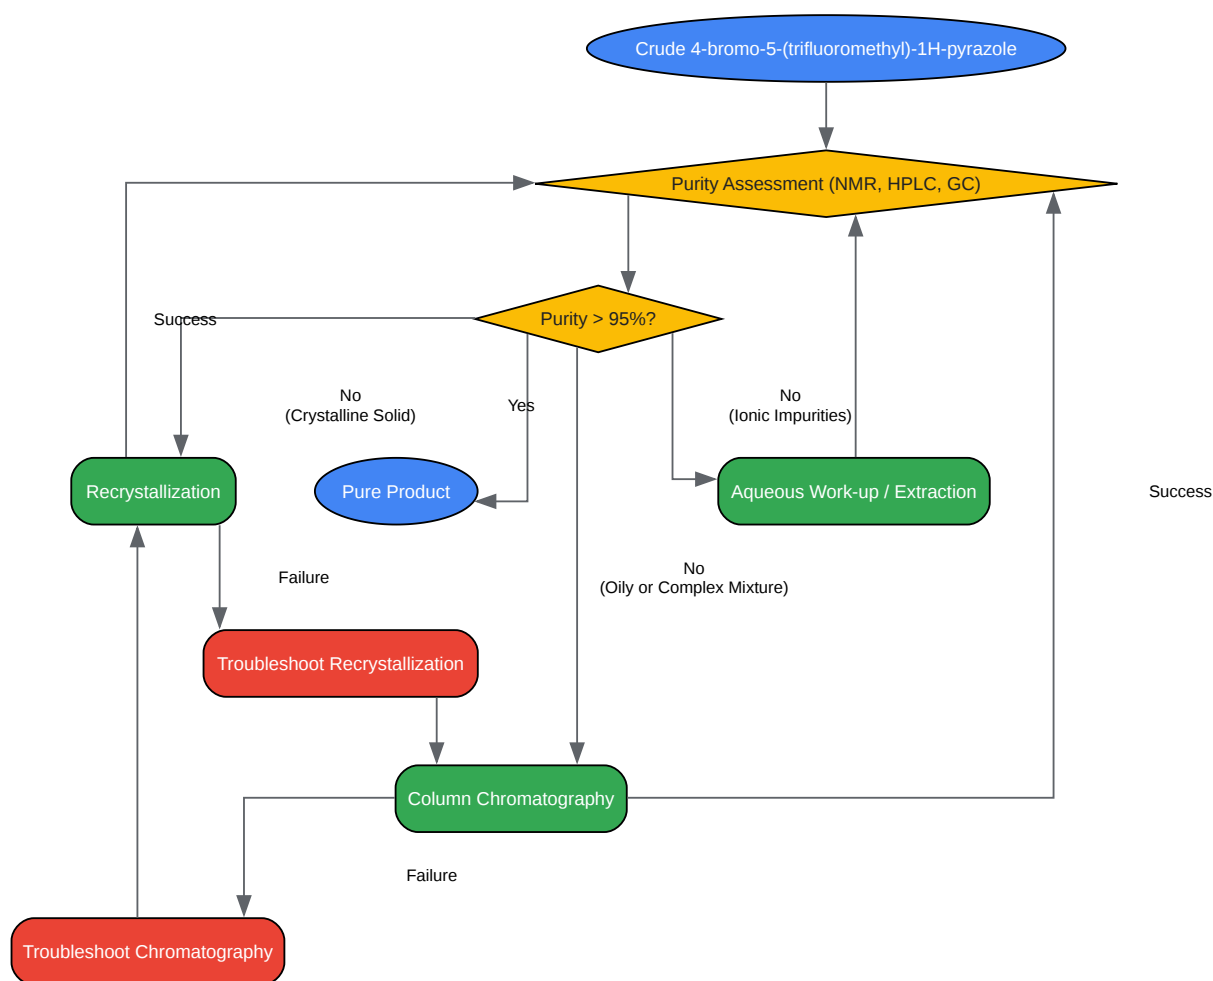 Crude 4-bromo-5-(trifluoromethyl)-1H-pyrazole
Purity Assessment (NMR, HPLC, GC)
Success
Purity > 95%?
No
(Crystalline Solid)
Yes
No
(Ionic Impurities)
Recrystallization
Pure Product
Aqueous Work-up / Extraction
Success
Failure
No
(Oily or Complex Mixture)
Troubleshoot Recrystallization
Column Chromatography
Failure
Troubleshoot Chromatography